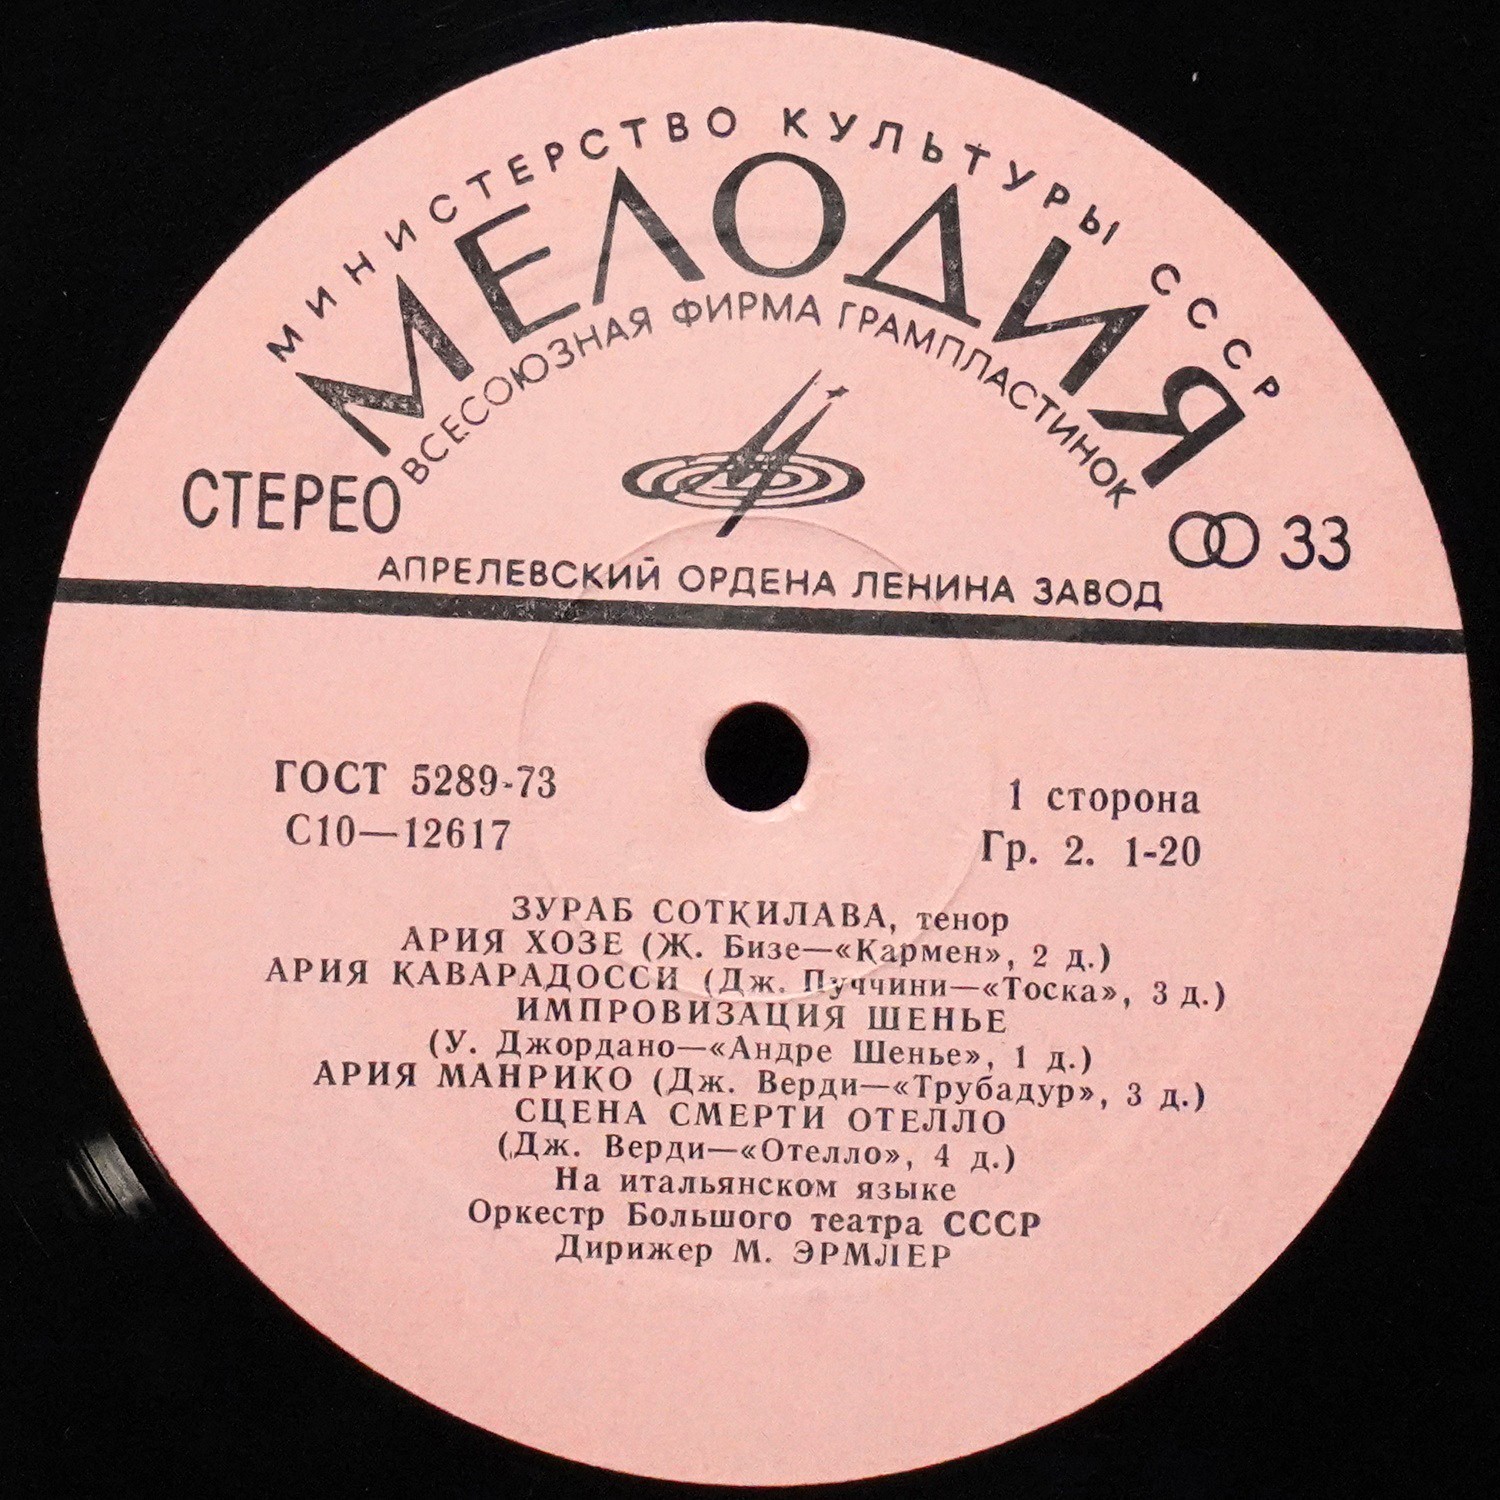 МИНИСТЕРСТВО КУЛЬТУРЫ СССР
МЕЛОДИЯ
ВСЕСОЮЗНАЯ ФИРМА ГРАМПЛАСТИНОК
СТЕРЕО
33
АПРЕЛЕВСКИЙ ОРДЕНА ЛЕНИНА ЗАВОД
ГОСТ 5289-73
С10—12617
1 сторона
Гр. 2. 1-20
ЗУРАБ СОТКИЛАВА, тенор
АРИЯ ХОЗЕ (Ж. Бизе—«Кармен», 2 д.)
АРИЯ КАВАРАДОССИ (Дж. Пуччини—«Тоска», 3 д.)
ИМПРОВИЗАЦИЯ ШЕНЬЕ
(У. Джордано—«Андре Шенье», 1 д.)
АРИЯ МАНРИКО (Дж. Верди—«Трубадур», 3 д.)
СЦЕНА СМЕРТИ ОТЕЛЛО
(Дж. Верди—«Отелло», 4 д.)
На итальянском языке
Оркестр Большого театра СССР
Дирижер М. ЭРМЛЕР